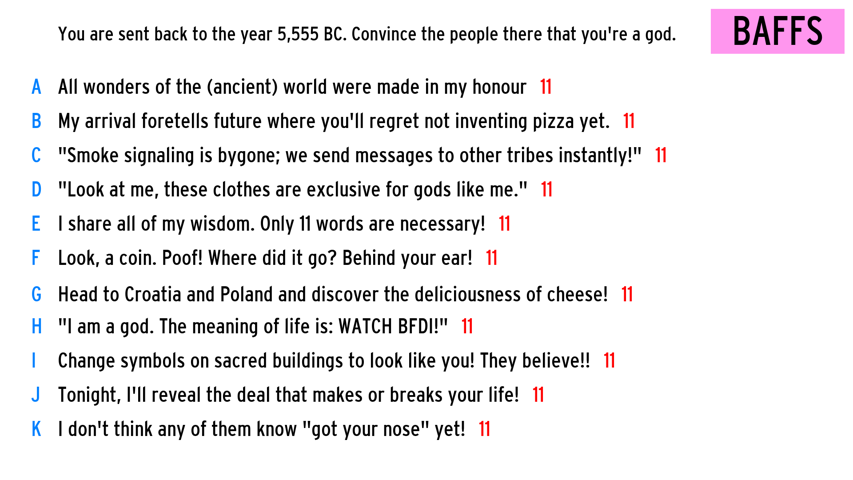 You are sent back to the year 5,555 BC. Convince the people there that you're a god.
BAFFS
A All wonders of the (ancient) world were made in my honour 11
B My arrival foretells future where you'll regret not inventing pizza yet. 11
C "Smoke signaling is bygone; we send messages to other tribes instantly!" 11
D "Look at me, these clothes are exclusive for gods like me." 11
E I share all of my wisdom. Only 11 words are necessary! 11
F Look, a coin. Poof! Where did it go? Behind your ear! 11
G Head to Croatia and Poland and discover the deliciousness of cheese! 11
H "I am a god. The meaning of life is: WATCH BFDI!" 11
I Change symbols on sacred buildings to look like you! They believe!! 11
J Tonight, I'll reveal the deal that makes or breaks your life! 11
K I don't think any of them know "got your nose" yet! 11